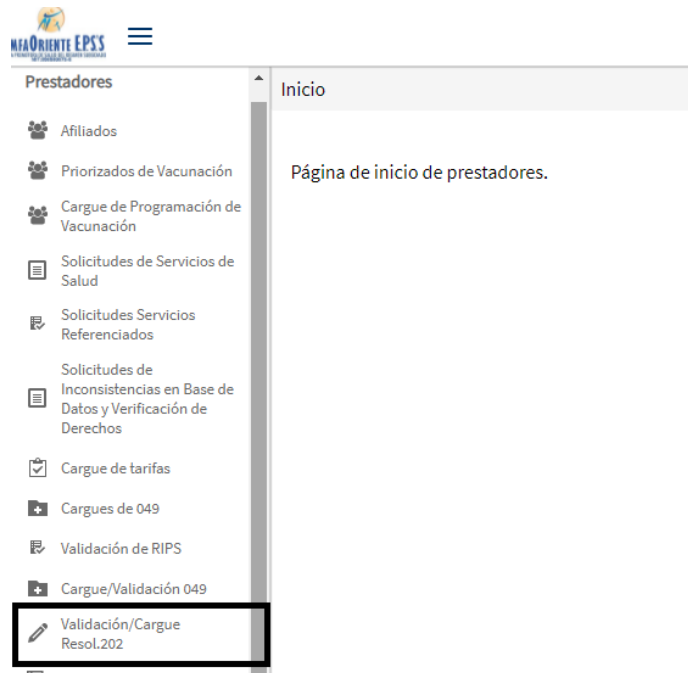 MFAORIENTE EPS'S
Prestadores
Inicio
Afiliados
Priorizados de Vacunación
Página de inicio de prestadores.
Cargue de Programación de
Vacunación
Solicitudes de Servicios de
Salud
Solicitudes Servicios
Referenciados
Solicitudes de
Inconsistencias en Base de
Datos y Verificación de
Derechos
Cargue de tarifas
Cargues de 049
Validación de RIPS
Cargue/Validación 049
Validación/Cargue
Resol.202